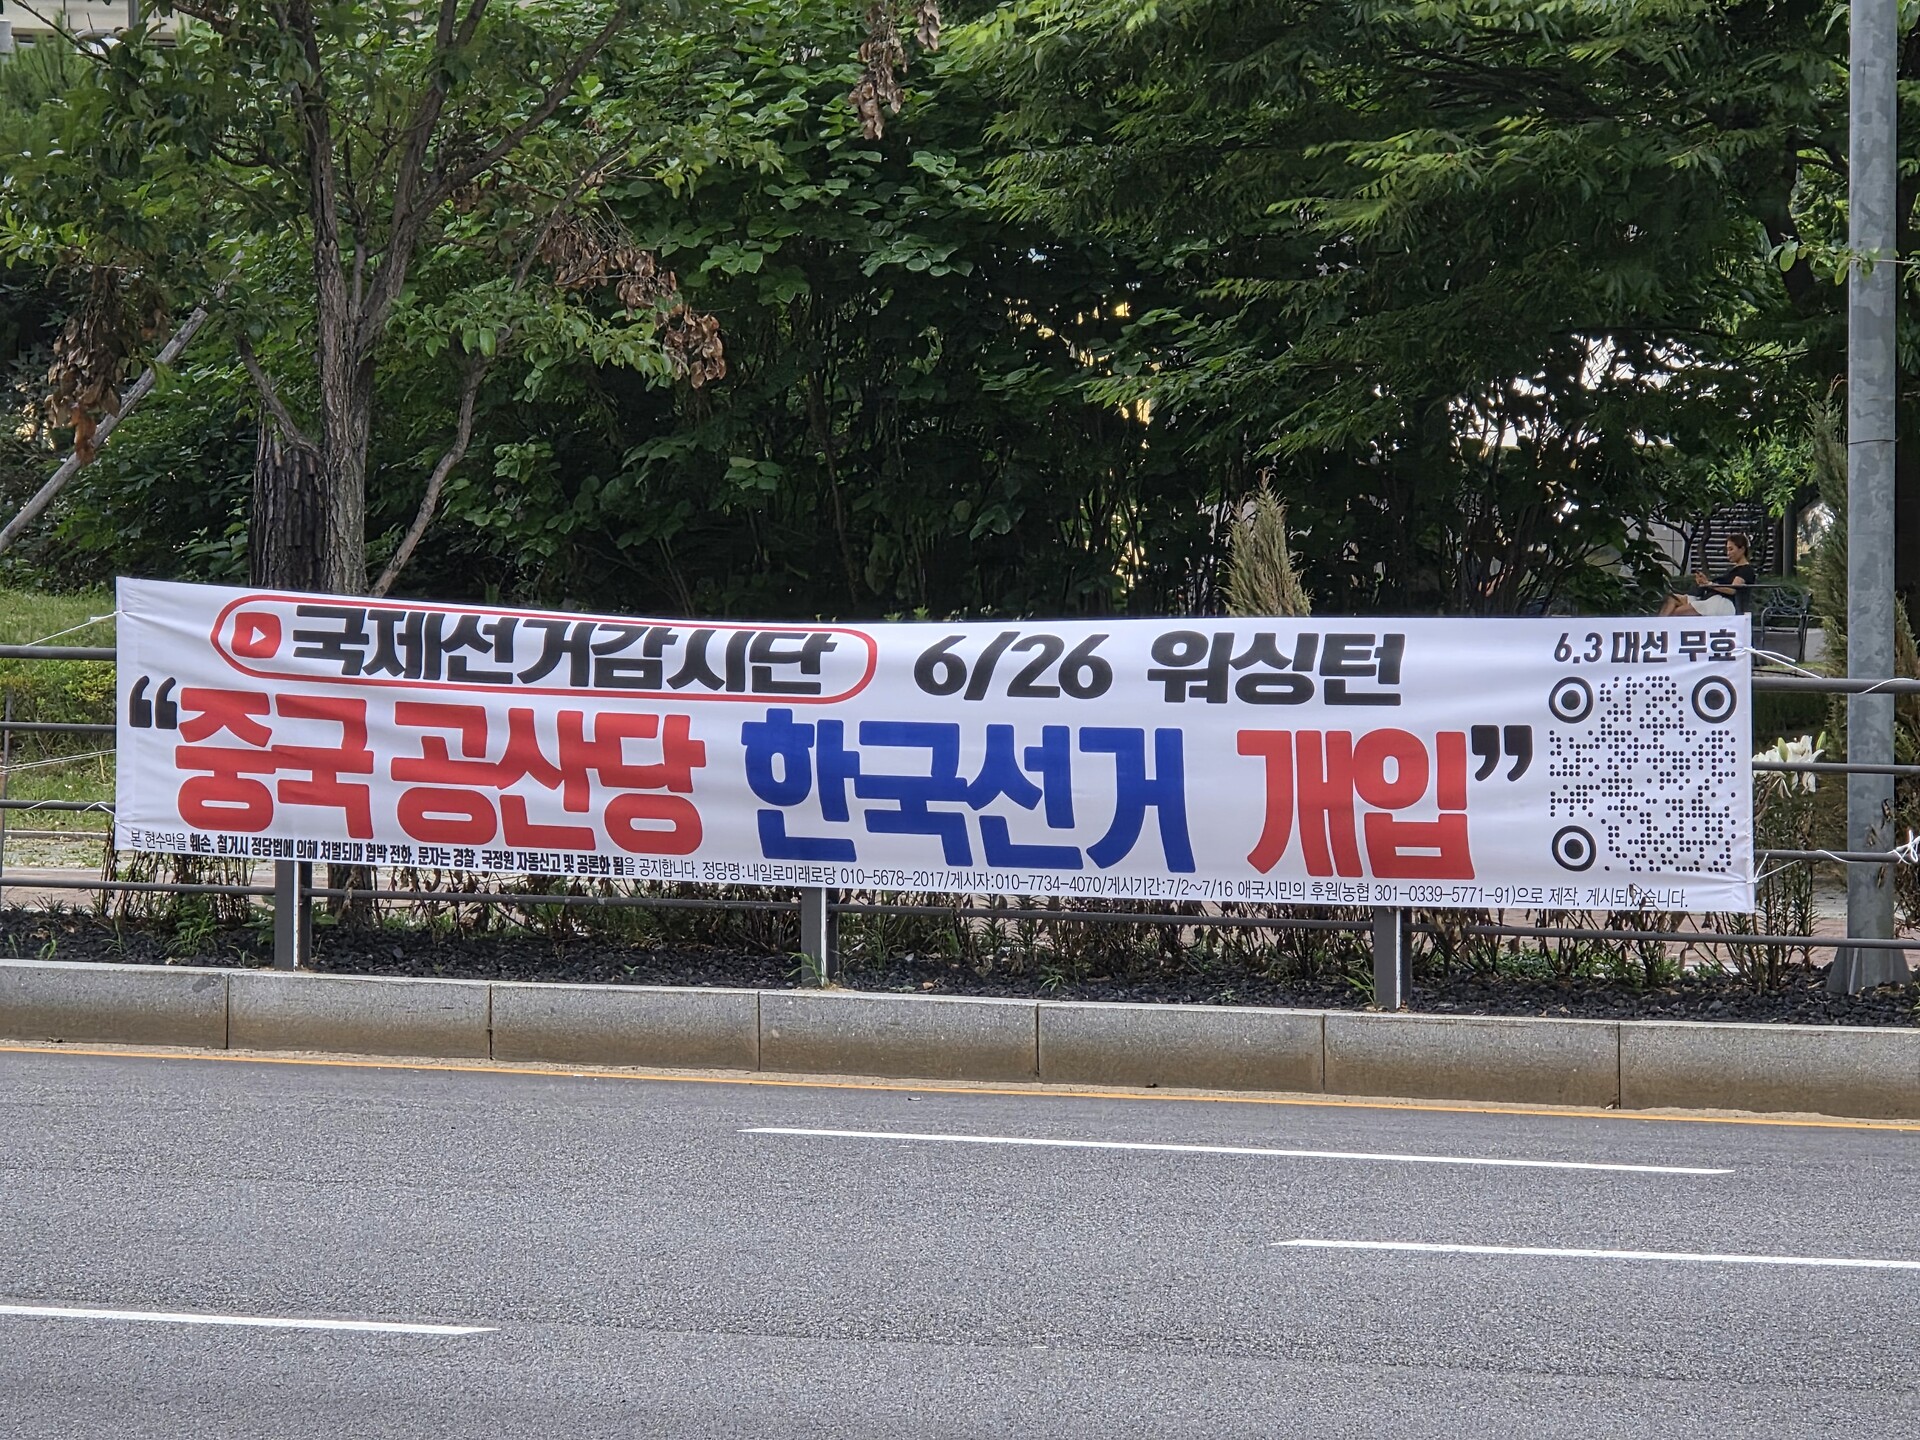 국제선거감시단 6/26 워싱턴
6.3 대선 무효
“중국 공산당 한국선거 개입”
본 현수막을 훼손, 철거시 정당법에 의해 처벌되며 협박 전화, 문자는 경찰, 국정원 자동신고 및 공론화 됨을 공지합니다. 정당명:내일로미래로당 010-5678-2017/게시자:010-7734-4070/게시기간:7/2~7/16 애국시민의 후원(농협 301-0339-5771-91)으로 제작, 게시되었습니다.